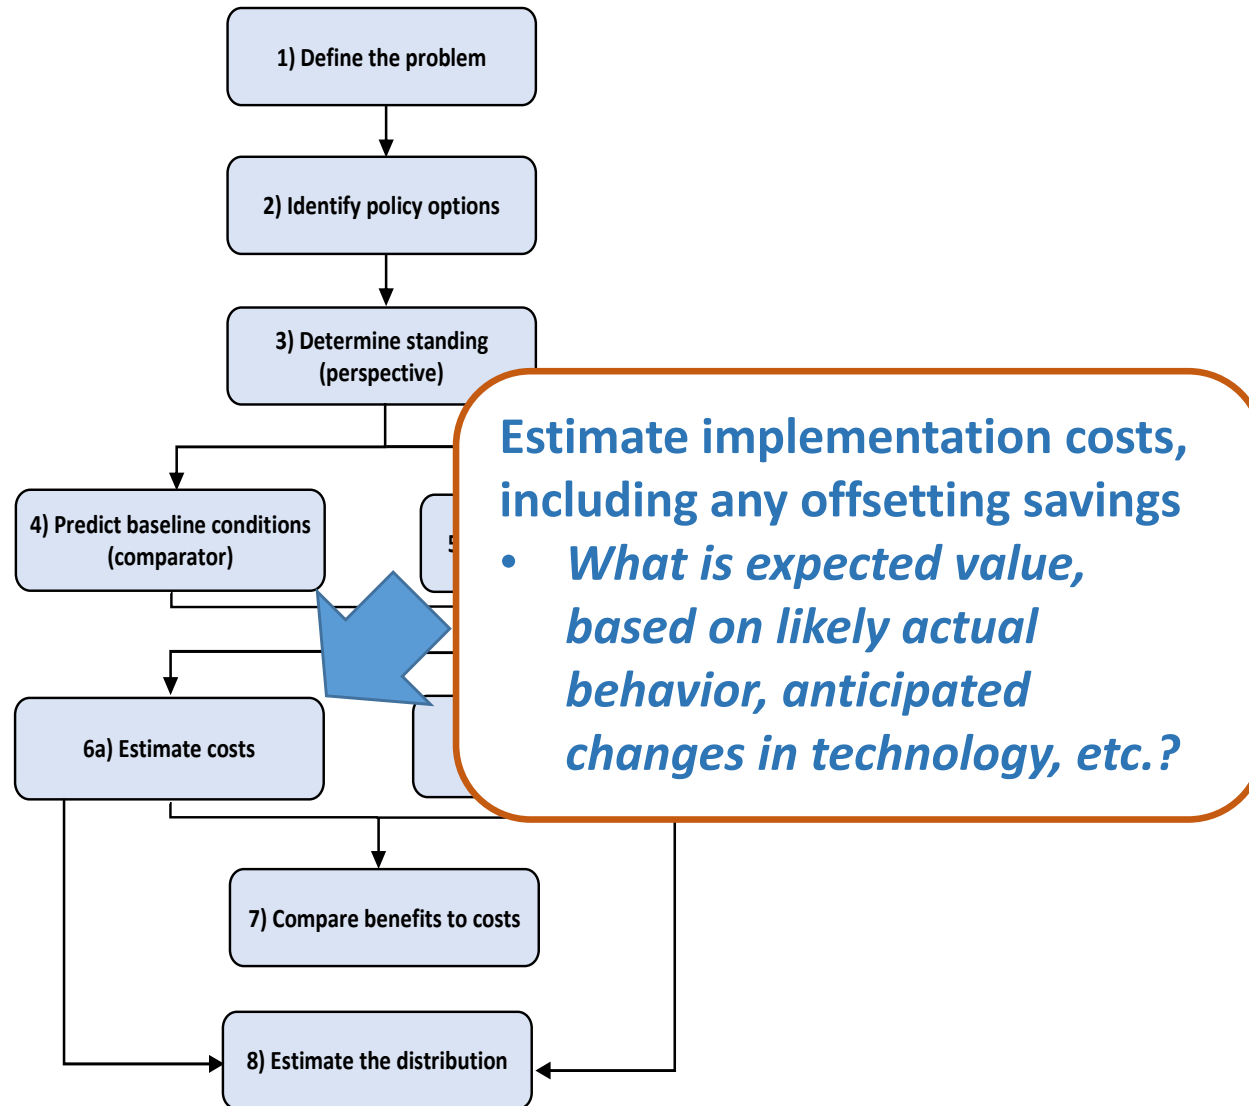 1) Define the problem
2) Identify policy options
3) Determine standing
(perspective)
Estimate implementation costs,
including any offsetting savings
• What is expected value,
based on likely actual
behavior, anticipated
changes in technology, etc.?
4) Predict baseline conditions
(comparator)
6a) Estimate costs
7) Compare benefits to costs
8) Estimate the distribution